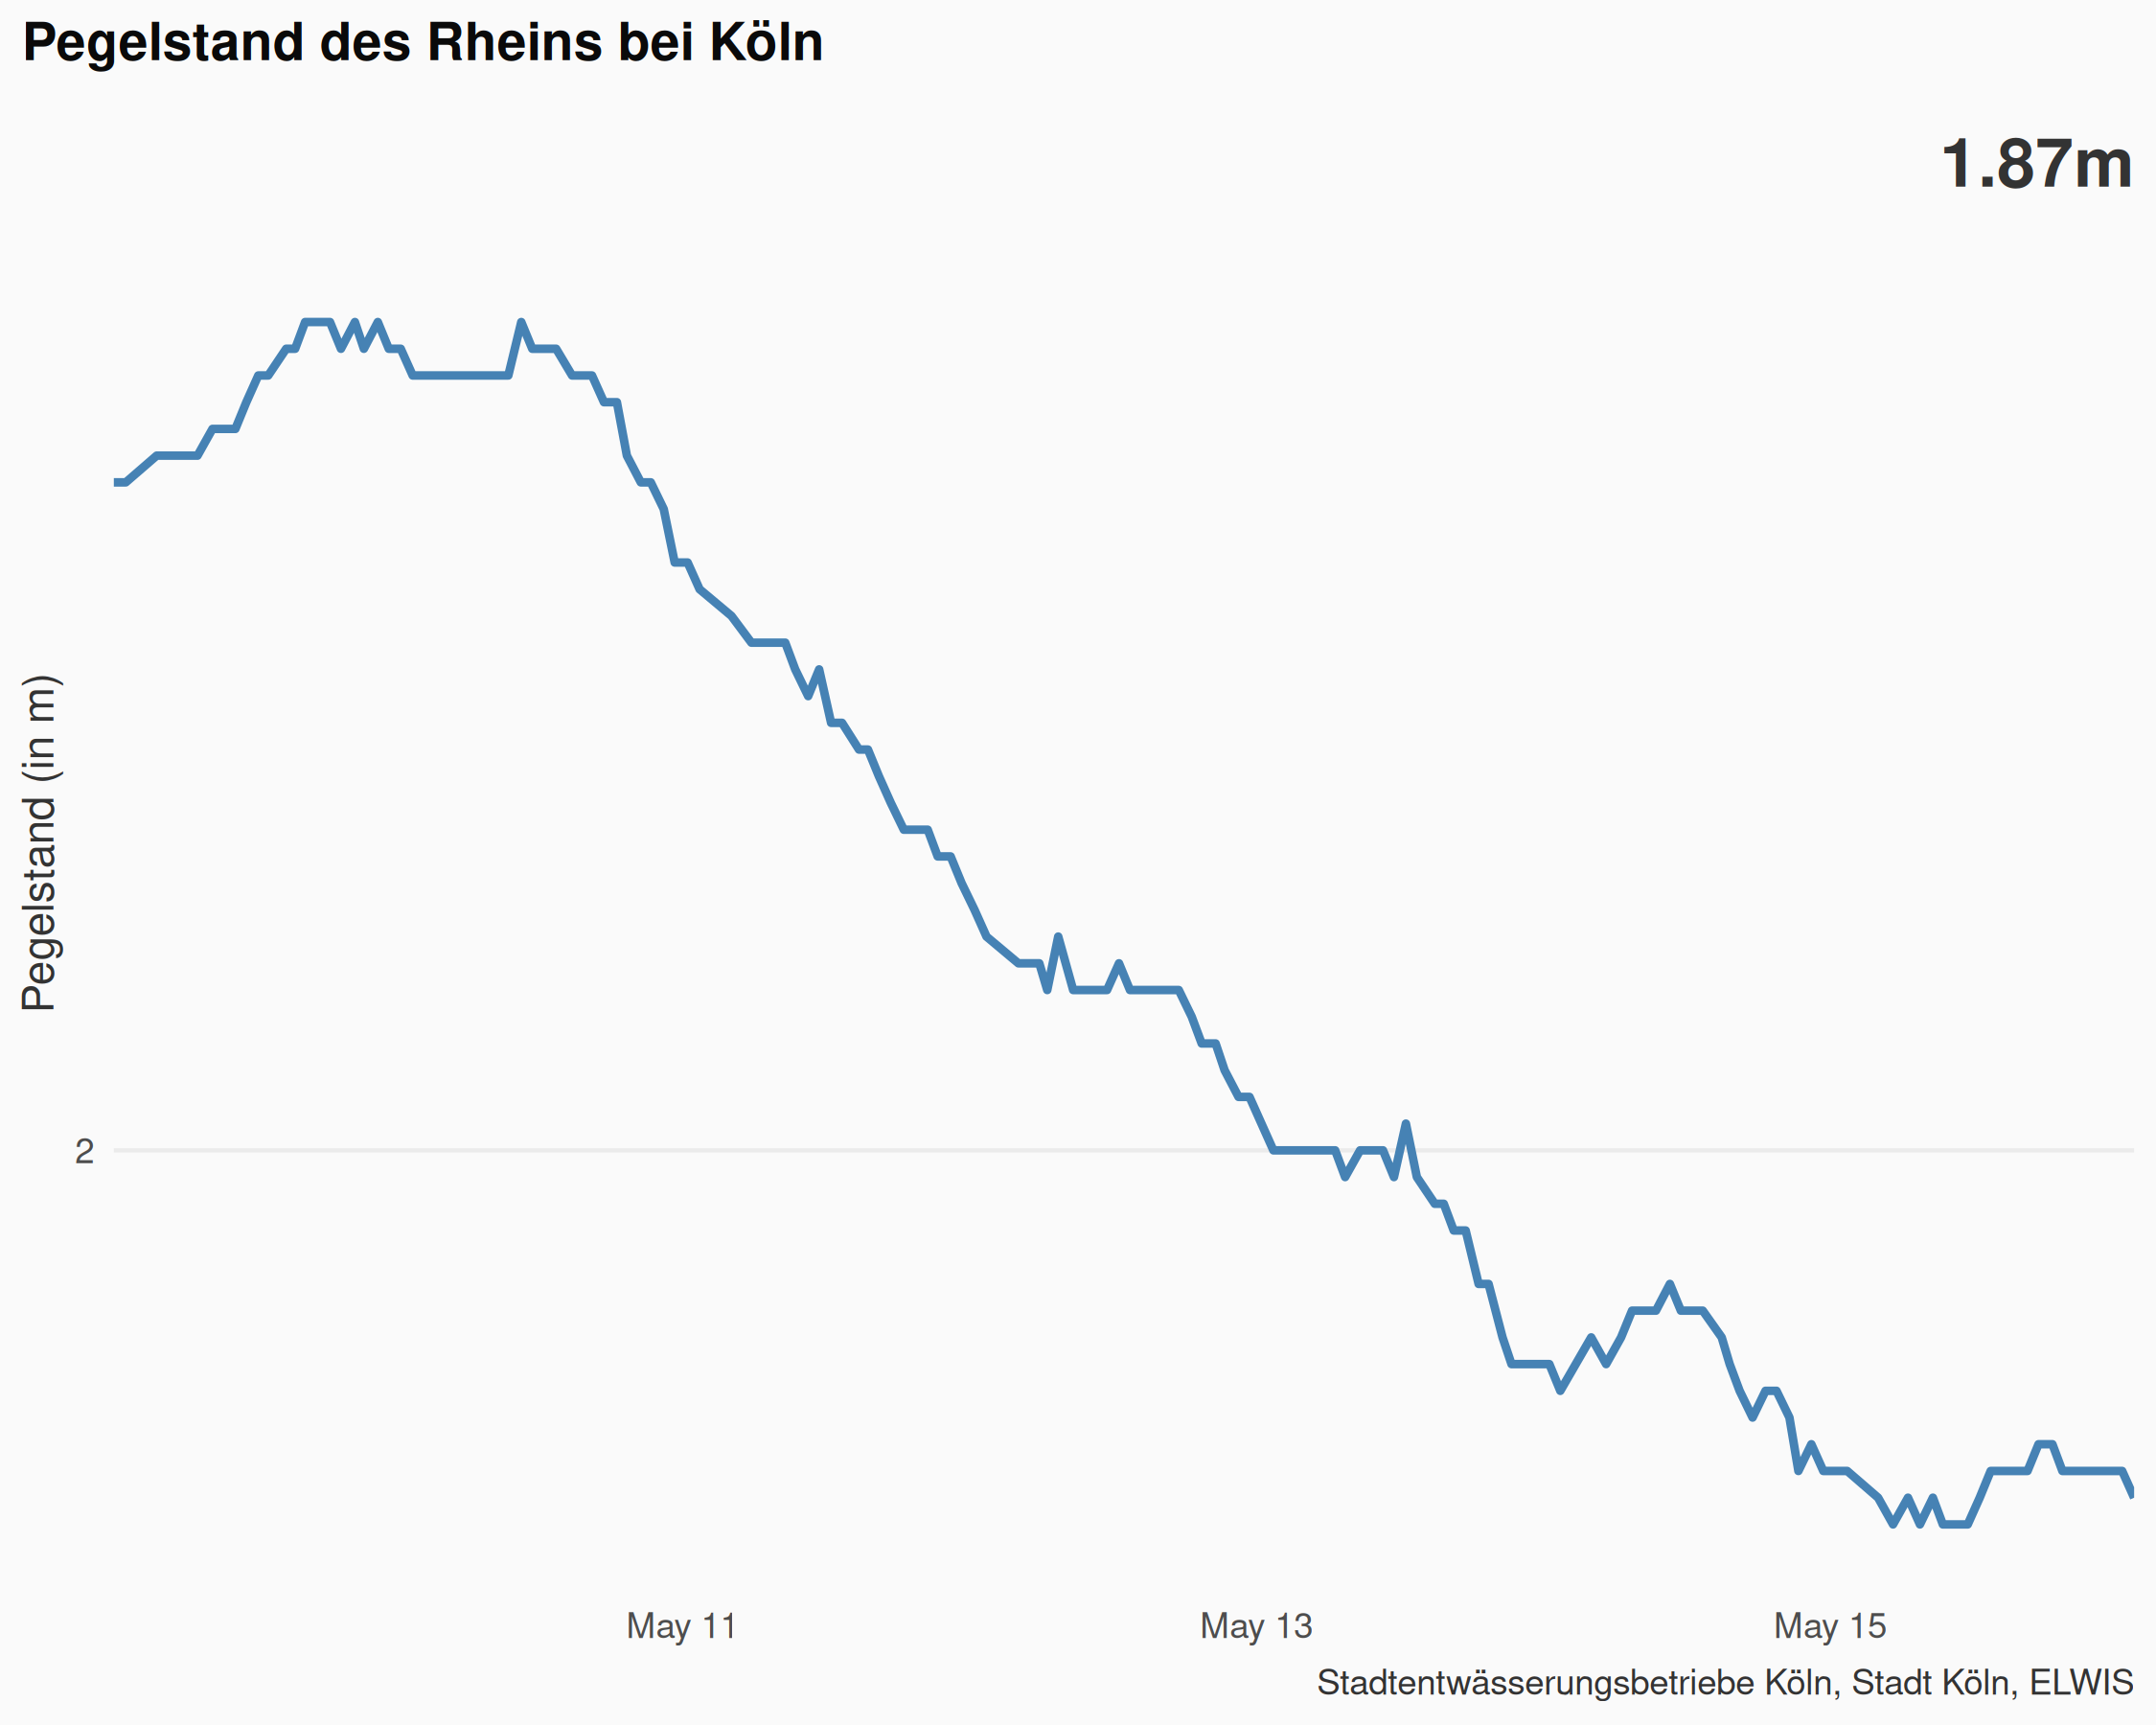 Pegelstand des Rheins bei Köln
1.87m
Pegelstand (in m)
2
May 11
May 13
May 15
Stadtentwässerungsbetriebe Köln, Stadt Köln, ELWIS